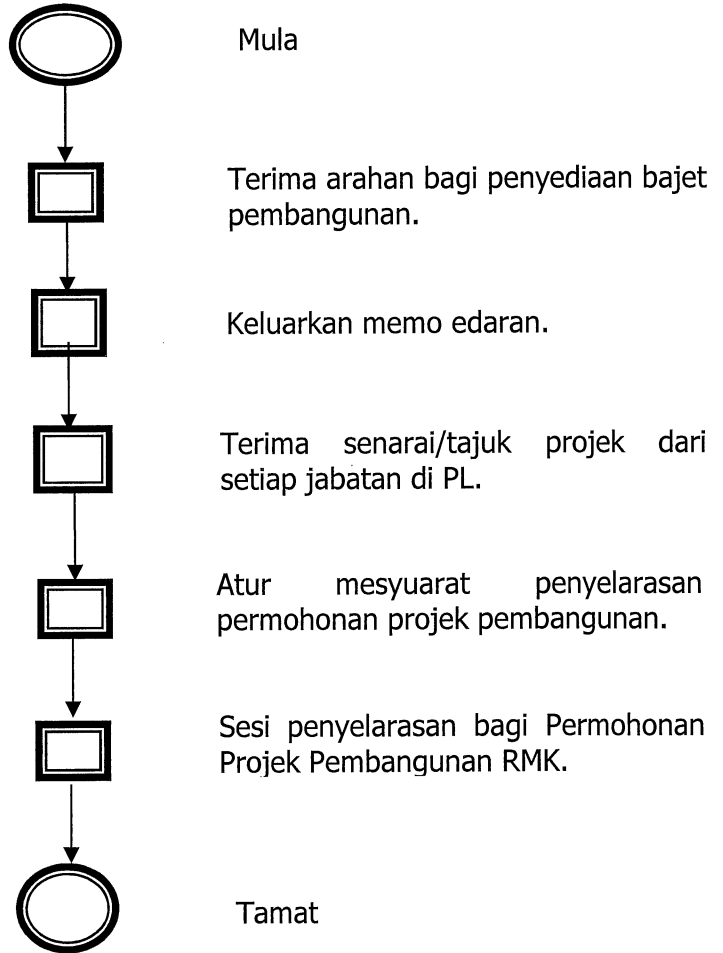 Mula
Terima arahan bagi penyediaan bajet
pembangunan.
Keluarkan memo edaran.
Terima senarai/tajuk projek dari
setiap jabatan di PL.
Atur mesyuarat penyelarasan
permohonan projek pembangunan.
Sesi penyelarasan bagi Permohonan
Projek Pembangunan RMK.
Tamat